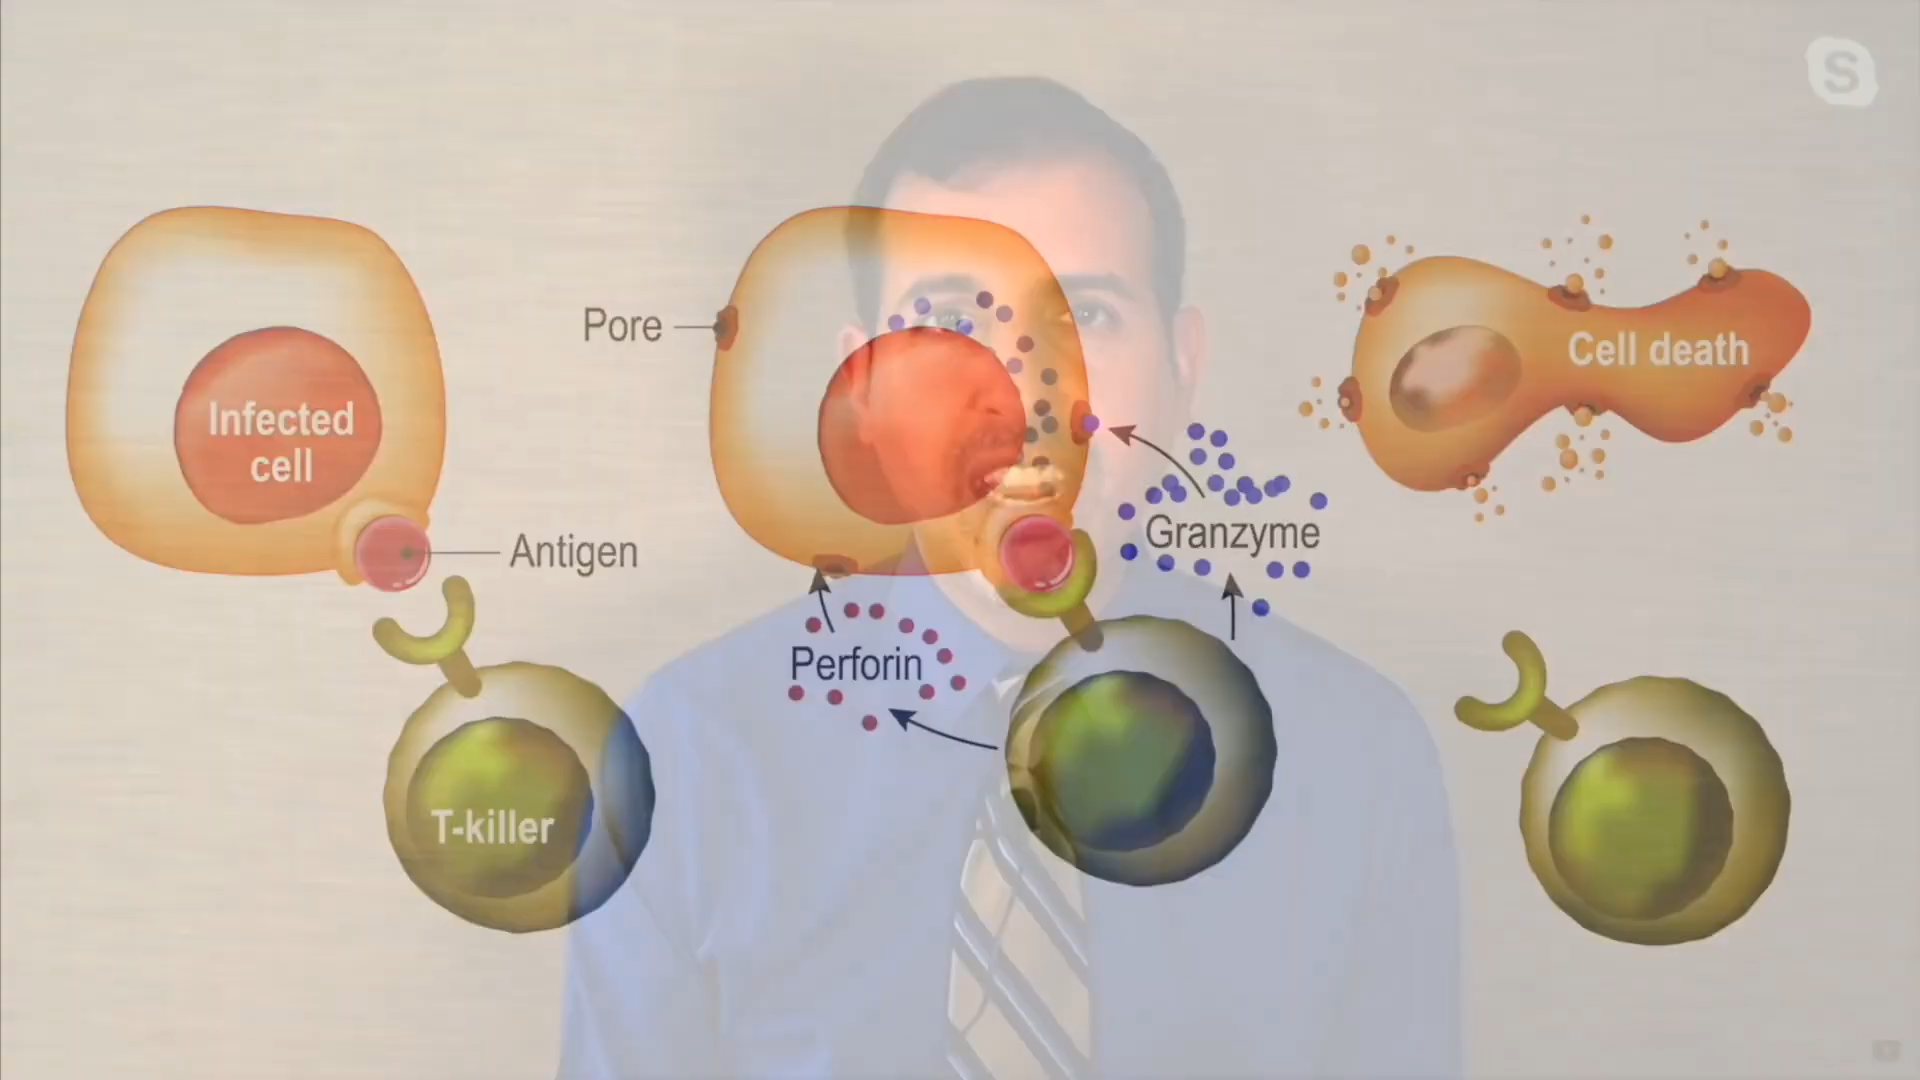 Infected
cell
Antigen
T-killer
Pore
Perforin
Granzyme
Cell death
S